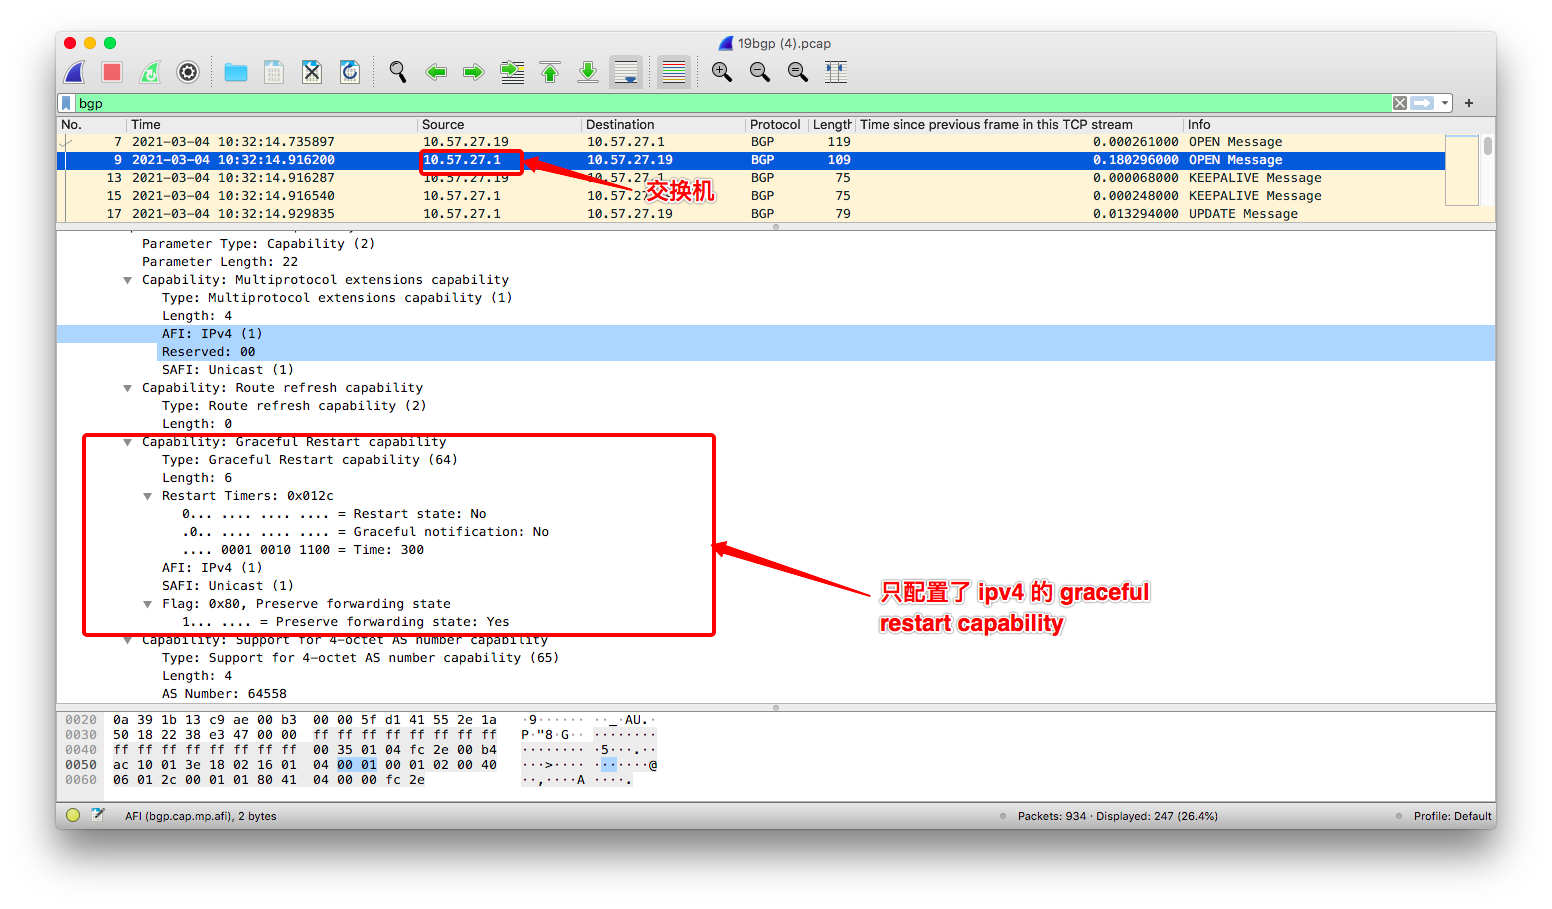 19bgp (4).pcap
bgp
+
No. Time Source Destination Protocol Length Time since previous frame in this TCP stream Info
7 2021-03-04 10:32:14.735897 10.57.27.19 10.57.27.1 BGP 119 0.000261000 OPEN Message
9 2021-03-04 10:32:14.916200 10.57.27.1 10.57.27.19 BGP 109 0.180296000 OPEN Message
13 2021-03-04 10:32:14.916287 10.57.27.19 10.57.27.1 BGP 75 0.000068000 KEEPALIVE Message
15 2021-03-04 10:32:14.916540 10.57.27.1 10.57.27.19 BGP 75 0.000248000 KEEPALIVE Message
17 2021-03-04 10:32:14.929835 10.57.27.1 10.57.27.19 BGP 79 0.013294000 UPDATE Message
交换机
Parameter Type: Capability (2)
Parameter Length: 22
Capability: Multiprotocol extensions capability
Type: Multiprotocol extensions capability (1)
Length: 4
AFI: IPv4 (1)
Reserved: 00
SAFI: Unicast (1)
Capability: Route refresh capability
Type: Route refresh capability (2)
Length: 0
Capability: Graceful Restart capability
Type: Graceful Restart capability (64)
Length: 6
Restart Timers: 0x012c
0... .... .... .... = Restart state: No
.0.. .... .... .... = Graceful notification: No
.... 0001 0010 1100 = Time: 300
AFI: IPv4 (1)
SAFI: Unicast (1)
Flag: 0x80, Preserve forwarding state
1... .... = Preserve forwarding state: Yes
只配置了 ipv4 的 graceful
restart capability
Capability: Support for 4-octet AS number capability
Type: Support for 4-octet AS number capability (65)
Length: 4
AS Number: 64558
0020 0a 39 1b 13 c9 ae 00 b3 00 00 5f d1 41 55 2e 1a ·9······ ··_·AU.·
0030 50 18 22 38 e3 47 00 00 ff ff ff ff ff ff ff ff P·"8·G·· ········
0040 ff ff ff ff ff ff ff ff 00 35 01 04 fc 2e 00 b4 ········ ·5···.··
0050 ac 10 01 3e 18 02 16 01 04 00 01 00 01 02 00 40 ···>···· ·······@
0060 06 01 2c 00 01 01 80 41 04 00 00 fc 2e ··,····A ····.
AFI (bgp.cap.mp.afi), 2 bytes
Packets: 934 · Displayed: 247 (26.4%)
Profile: Default